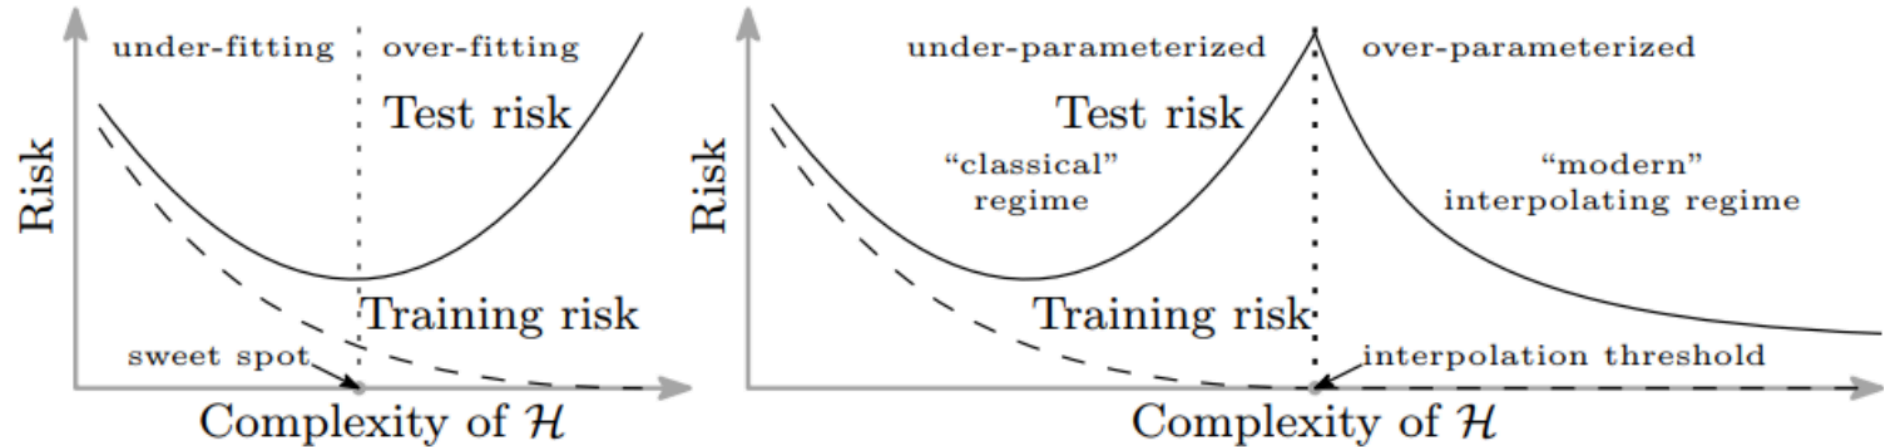 under-fitting
over-fitting
Test risk
Risk
Training risk
sweet spot
Complexity of ℋ
under-parameterized
over-parameterized
Test risk
“classical”
regime
“modern”
interpolating regime
Risk
Training risk
interpolation threshold
Complexity of ℋ